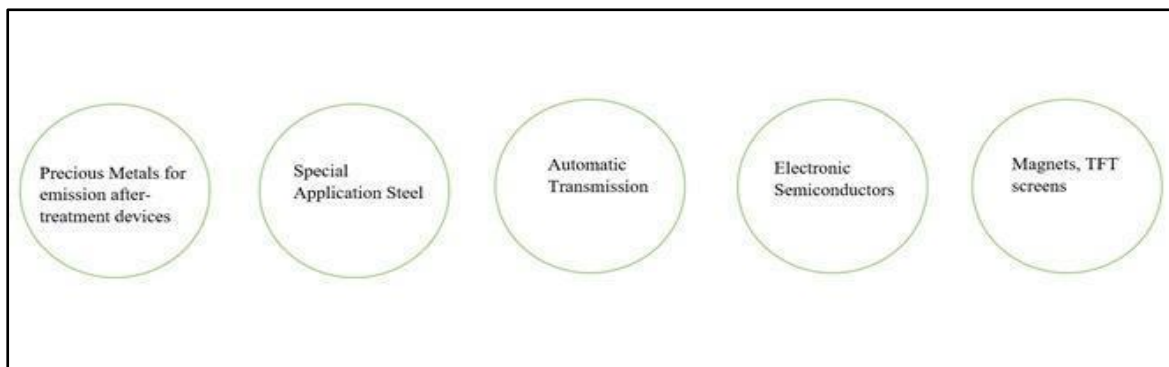 Precious Metals for
emission after-
treatment devices
Special
Application Steel
Automatic
Transmission
Electronic
Semiconductors
Magnets, TFT
screens